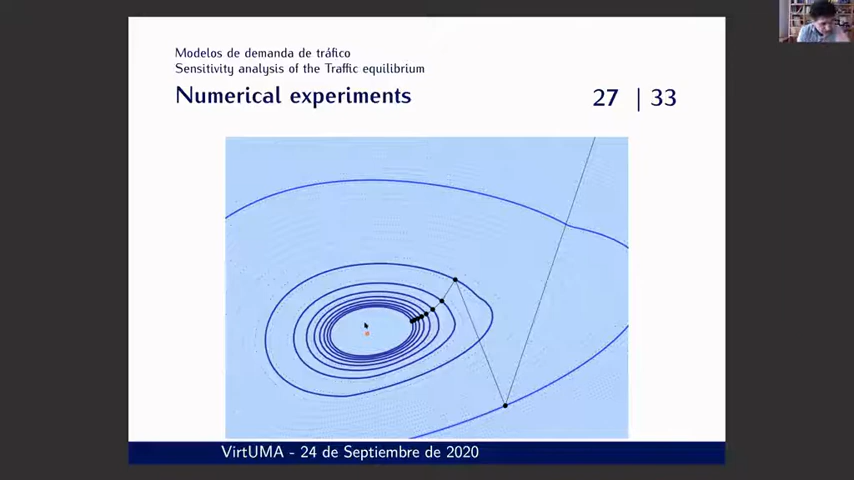 Modelos de demanda de tráfico
Sensitivity analysis of the Traffic equilibrium
Numerical experiments
27 | 33
VirtUMA - 24 de Septiembre de 2020